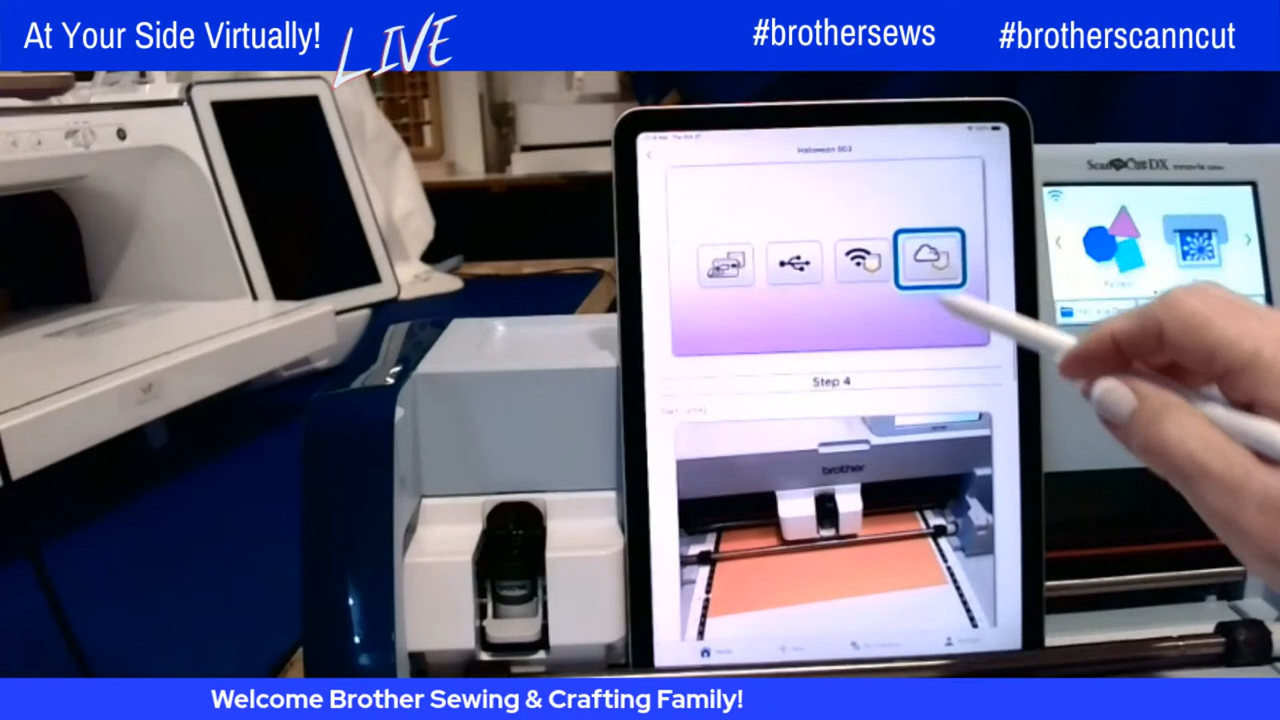 At Your Side Virtually!
LIVE
#brothersews
#brotherscanncut
Halloween 003
ScanNCut DX
Step 4
brother
Home
Welcome Brother Sewing & Crafting Family!